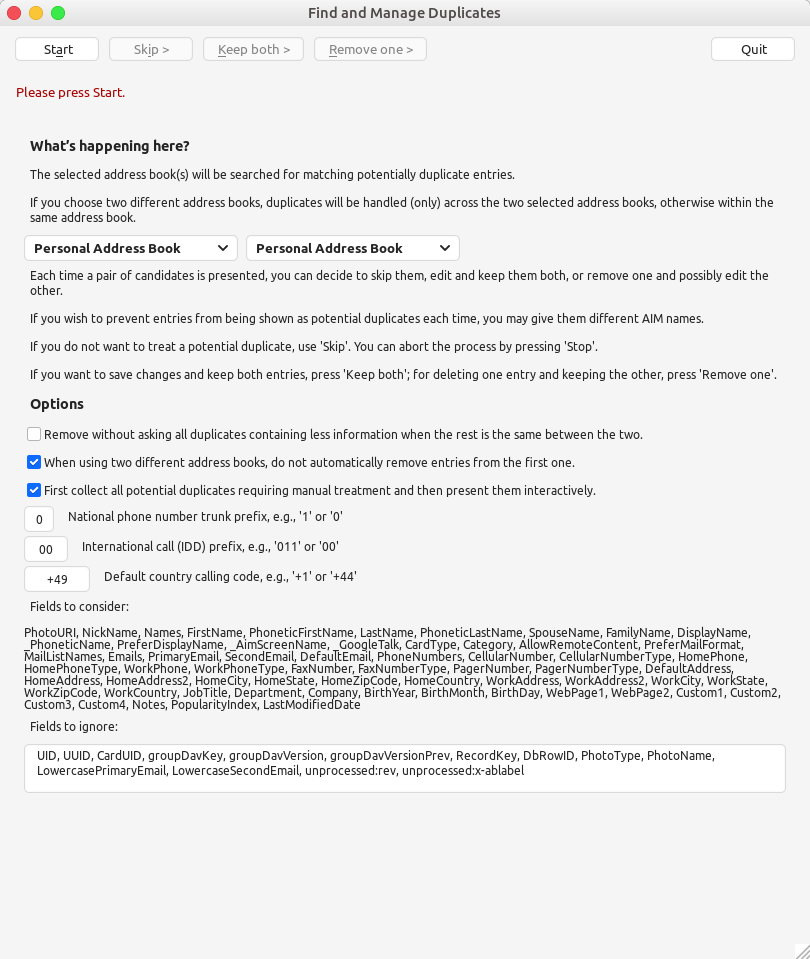 Find and Manage Duplicates
Start
Skip >
Keep both >
Remove one >
Quit
Please press Start.
What's happening here?
The selected address book(s) will be searched for matching potentially duplicate entries.
If you choose two different address books, duplicates will be handled (only) across the two selected address books, otherwise within the
same address book.
Personal Address Book
Personal Address Book
Each time a pair of candidates is presented, you can decide to skip them, edit and keep them both, or remove one and possibly edit the
other.
If you wish to prevent entries from being shown as potential duplicates each time, you may give them different AIM names.
If you do not want to treat a potential duplicate, use 'Skip'. You can abort the process by pressing 'Stop'.
If you want to save changes and keep both entries, press 'Keep both'; for deleting one entry and keeping the other, press 'Remove one'.
Options
Remove without asking all duplicates containing less information when the rest is the same between the two.
When using two different address books, do not automatically remove entries from the first one.
First collect all potential duplicates requiring manual treatment and then present them interactively.
0 National phone number trunk prefix, e.g., '1' or '0'
00 International call (IDD) prefix, e.g., '011' or '00'
+49 Default country calling code, e.g., '+1' or '+44'
Fields to consider:
PhotoURI, NickName, Names, FirstName, PhoneticFirstName, LastName, PhoneticLastName, SpouseName, FamilyName, DisplayName,
_PhoneticName, PreferDisplayName, _AimScreenName, _GoogleTalk, CardType, Category, AllowRemoteContent, PreferMailFormat,
MailListNames, Emails, PrimaryEmail, SecondEmail, DefaultEmail, PhoneNumbers, CellularNumber, CellularNumberType, HomePhone,
HomePhoneType, WorkPhone, WorkPhoneType, FaxNumber, FaxNumberType, PagerNumber, PagerNumberType, DefaultAddress,
HomeAddress, HomeAddress2, HomeCity, HomeState, HomeZipCode, HomeCountry, WorkAddress, WorkAddress2, WorkCity, WorkState,
WorkZipCode, WorkCountry, JobTitle, Department, Company, BirthYear, BirthMonth, BirthDay, WebPage1, WebPage2, Custom1, Custom2,
Custom3, Custom4, Notes, PopularityIndex, LastModifiedDate
Fields to ignore:
UID, UUID, CardUID, groupDavKey, groupDavVersion, groupDavVersionPrev, RecordKey, DbRowID, PhotoType, PhotoName,
LowercasePrimaryEmail, LowercaseSecondEmail, unprocessed:rev, unprocessed:x-ablabel